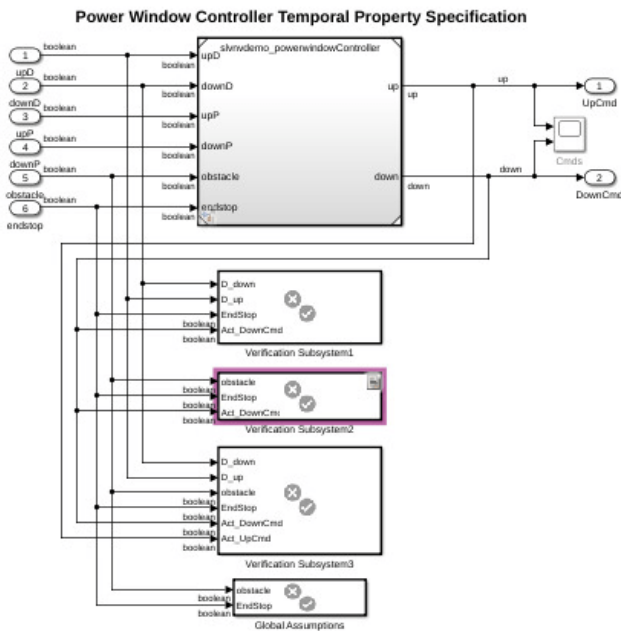 Power Window Controller Temporal Property Specification
slvnvdemo_powerwindowController
1 boolean upD boolean
upD
2 boolean downD boolean up up up 1
downD UpCmd
3 boolean upP boolean
upP
4 boolean downP boolean Cmds
downP
5 boolean obstacle boolean down down down 2
obstacle DownCmd
6 boolean endstop boolean
endstop
D_down
D_up
EndStop
boolean Act_DownCmd
boolean
Verification Subsystem1
obstacle
boolean EndStop
boolean Act_DownCm
boolean
Verification Subsystem2
D_down
D_up
obstacle
boolean EndStop
boolean Act_DownCmd
boolean Act_UpCmd
boolean
Verification Subsystem3
obstacle
boolean EndStop
boolean
Global Assumptions